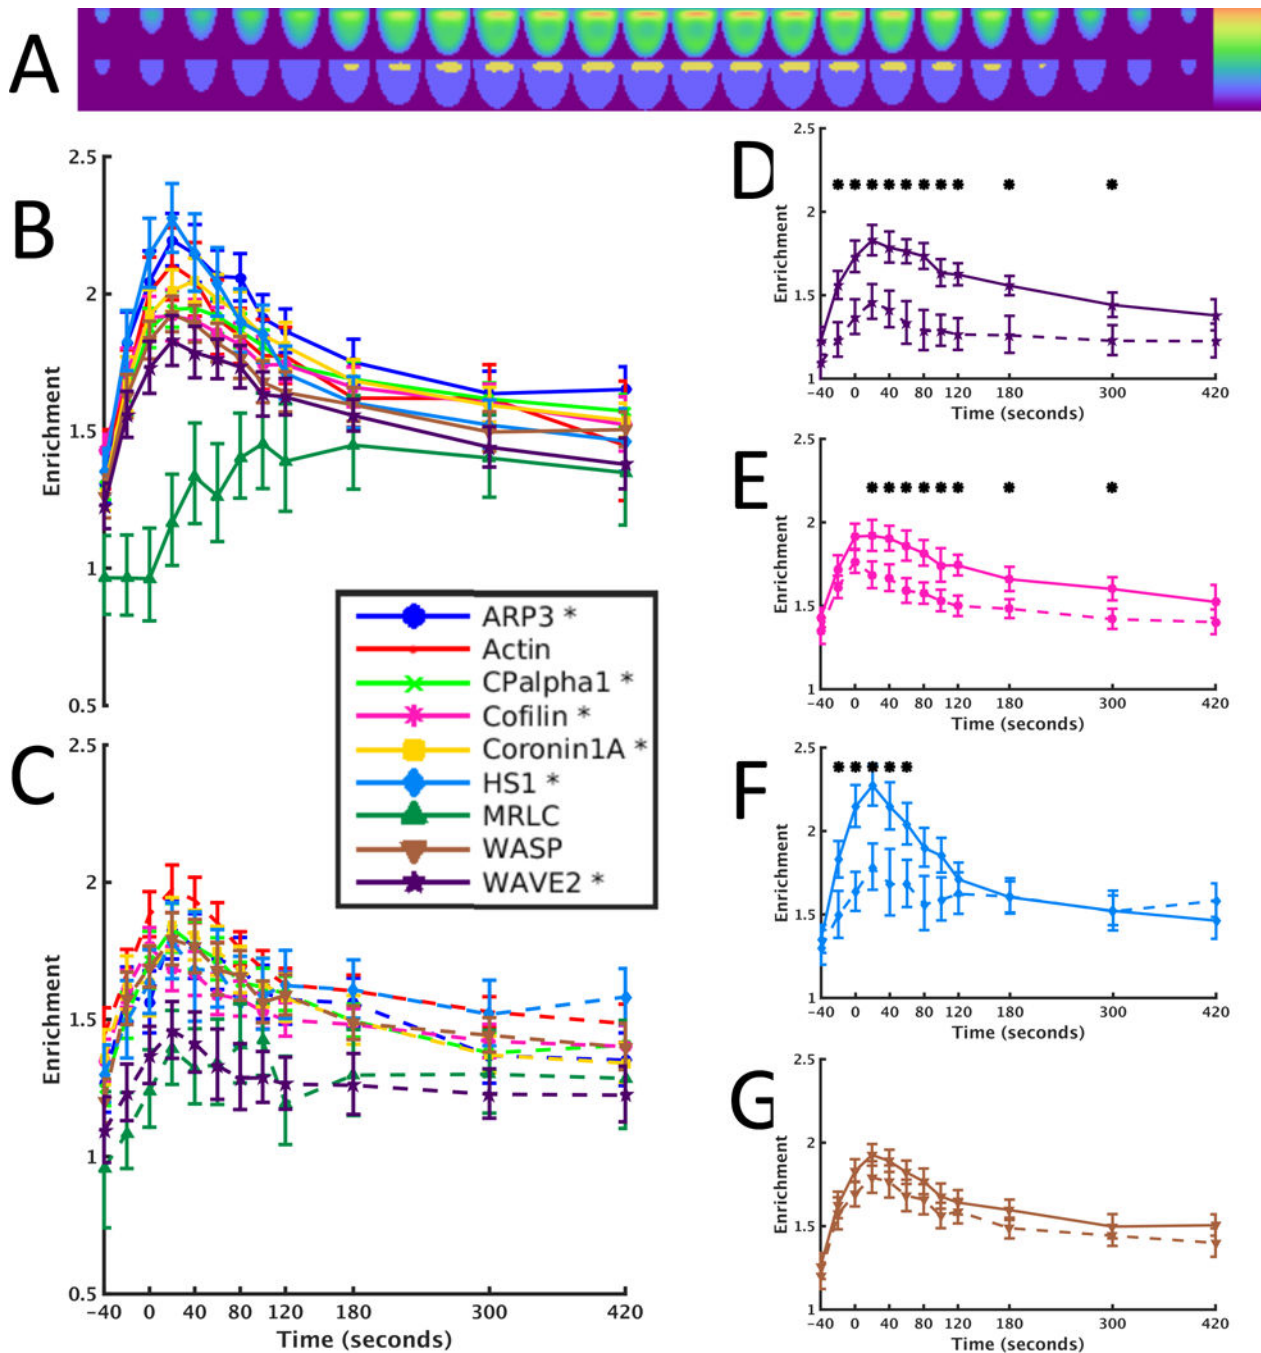 A
B
2.5
2
1.5
1
0.5
Enrichment
ARP3 *
Actin
CPalpha1 *
Cofilin *
Coronin1A *
HS1 *
MRLC
WASP
WAVE2 *
C
2.5
2
1.5
1
0.5
Enrichment
-40 0 40 80 120 180 300 420
Time (seconds)
D
2.5
2
1.5
1
Enrichment
-40 0 40 80 120 180 300 420
Time (seconds)
E
2.5
2
1.5
1
Enrichment
-40 0 40 80 120 180 300 420
Time (seconds)
F
2.5
2
1.5
1
Enrichment
-40 0 40 80 120 180 300 420
Time (seconds)
G
2.5
2
1.5
1
Enrichment
-40 0 40 80 120 180 300 420
Time (seconds)